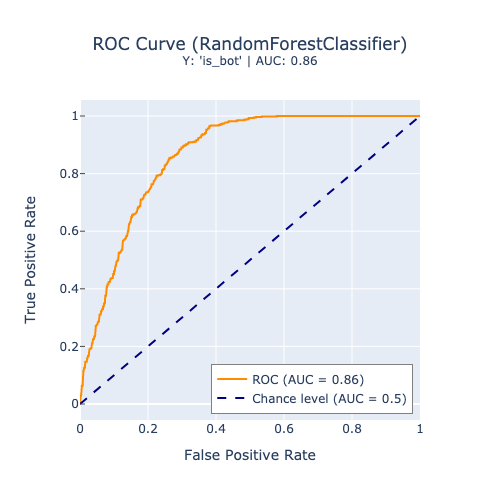 ROC Curve (RandomForestClassifier)
Y: 'is_bot' | AUC: 0.86
1
0.8
0.6
0.4
0.2
0
True Positive Rate
ROC (AUC = 0.86)
Chance level (AUC = 0.5)
0 0.2 0.4 0.6 0.8 1
False Positive Rate